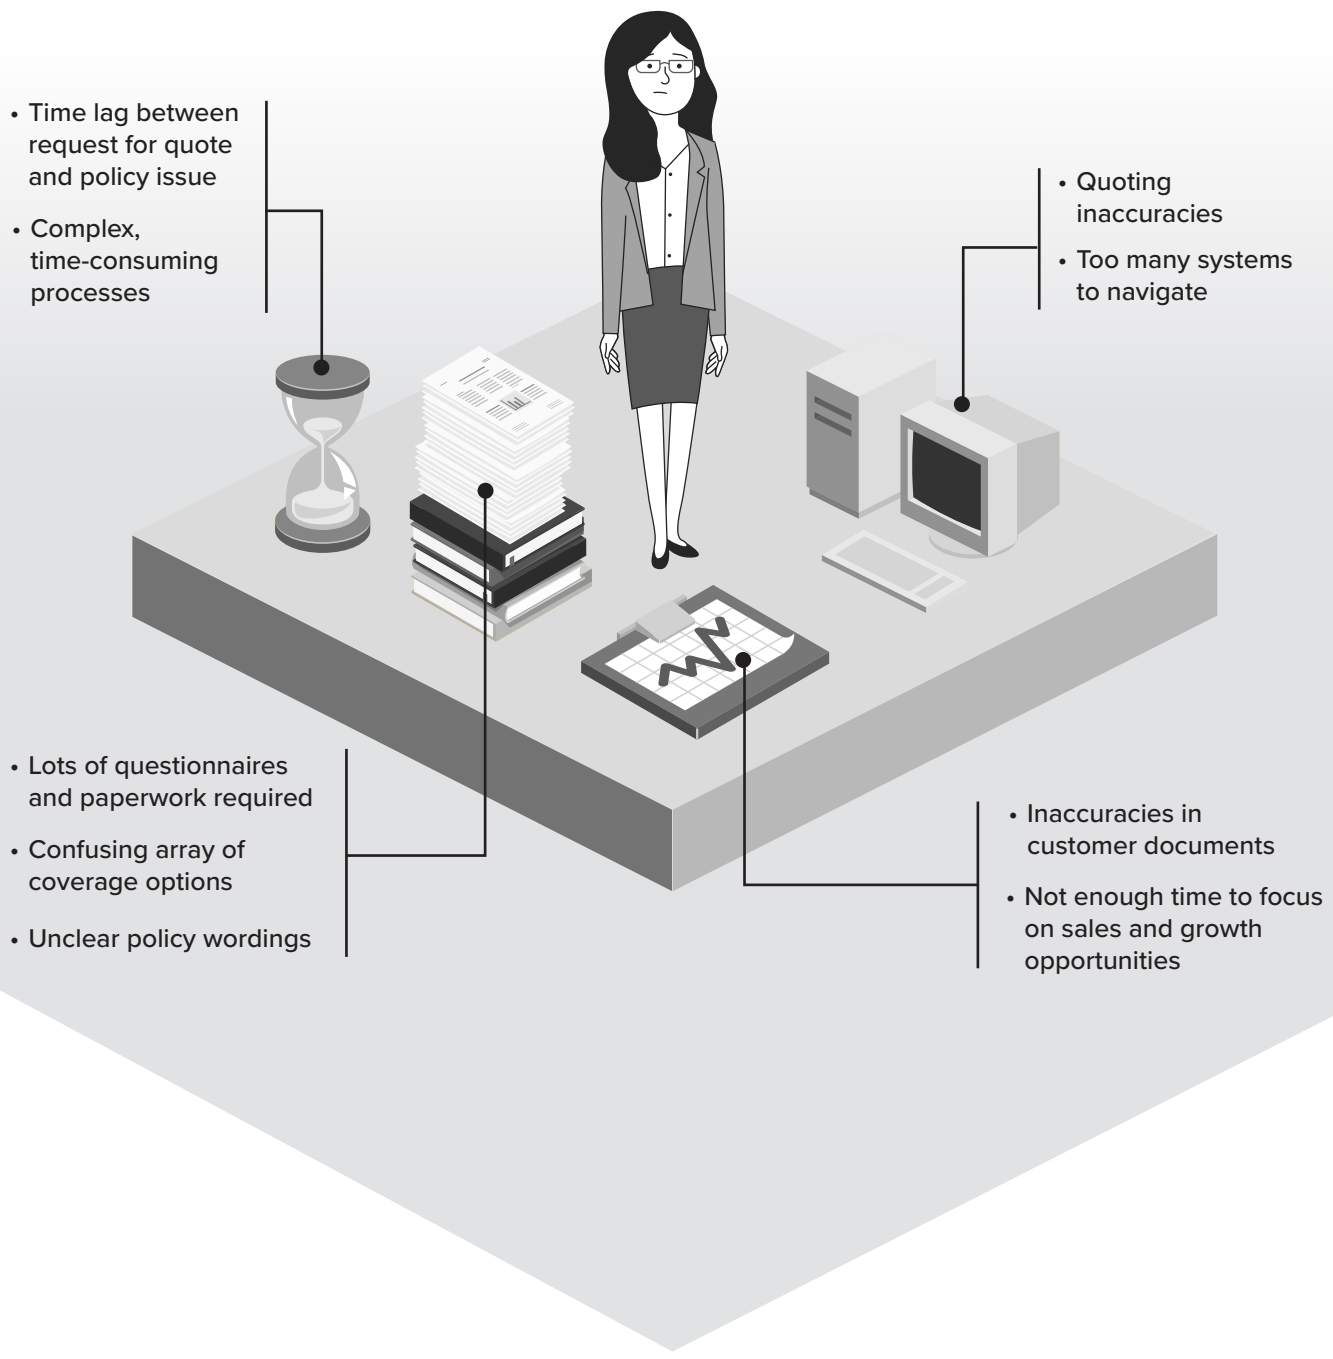 • Time lag between
request for quote
and policy issue
• Complex,
time-consuming
processes
• Quoting
inaccuracies
• Too many systems
to navigate
• Lots of questionnaires
and paperwork required
• Confusing array of
coverage options
• Unclear policy wordings
• Inaccuracies in
customer documents
• Not enough time to focus
on sales and growth
opportunities